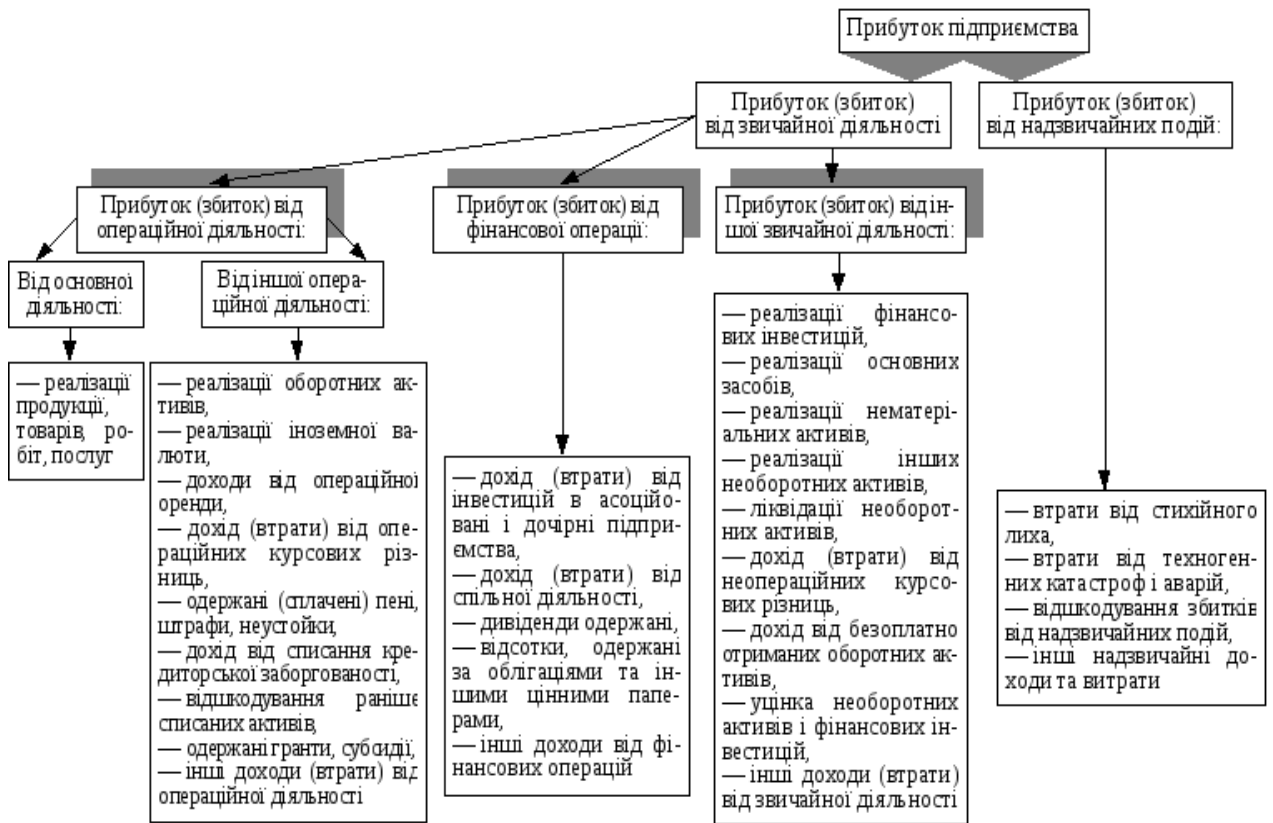 Прибуток підприємства
Прибуток (збиток)
від звичайної діяльності
Прибуток (збиток)
від надзвичайних подій:
Прибуток (збиток) від
операційної діяльності:
Прибуток (збиток) від
фінансової операції:
Прибуток (збиток) від ін-
шої звичайної діяльності:
Від основної
діяльності:
Від іншої опера-
ційної діяльності:
— реалізації
продукції,
товарів, ро-
біт, послуг
— реалізації оборотних ак-
тивів,
— реалізації іноземної ва-
люти,
— доходи від операційної
оренди,
— дохід (втрати) від опе-
раційних курсових різ-
ниць,
— одержані (сплачені) пені,
штрафи, неустойки,
— дохід від списання кре-
диторської заборгованості,
— відшкодування раніше
списаних активів,
— одержані гранти, субсидії,
— інші доходи (втрати) від
операційної діяльності
— дохід (втрати) від
інвестицій в асоційо-
вані і дочірні підпри-
ємства,
— дохід (втрати) від
спільної діяльності,
— дивіденди одержані,
— відсотки, одержані
за облігаціями та ін-
шими цінними папе-
рами,
— інші доходи від фі-
нансових операцій
— реалізації фінансо-
вих інвестицій,
— реалізації основних
засобів,
— реалізації нематері-
альних активів,
— реалізації інших
необоротних активів,
— ліквідації необорот-
них активів,
— дохід (втрати) від
неопераційних курсо-
вих різниць,
— дохід від безоплатно
отриманих оборотних ак-
тивів,
— уцінка необоротних
активів і фінансових ін-
вестицій,
— інші доходи (втрати)
від звичайної діяльності
— втрати від стихійного
лиха,
— втрати від техноген-
них катастроф і аварій,
— відшкодування збитків
від надзвичайних подій,
— інші надзвичайні до-
ходи та витрати